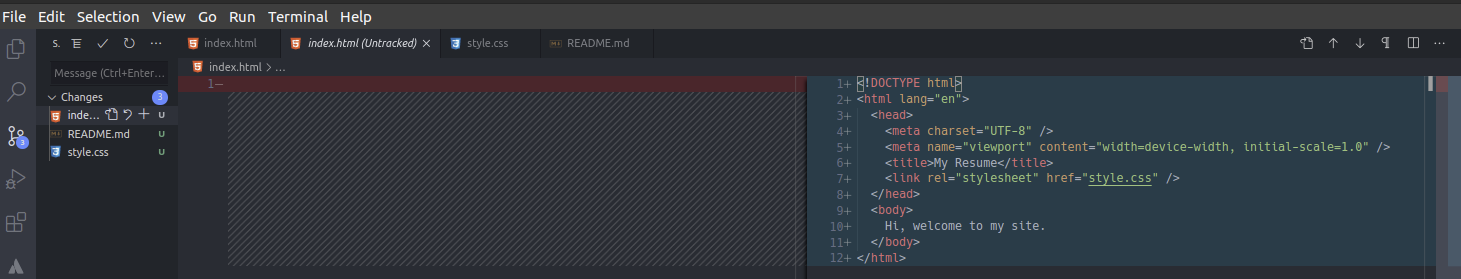 File Edit Selection View Go Run Terminal Help
S.
index.html index.html (Untracked) style.css README.md
Message (Ctrl+Enter...
index.html > ...
Changes 3
inde... U
README.md U
style.css U
3
1−
1+ <!DOCTYPE html>
2+ <html lang="en">
3+ <head>
4+ <meta charset="UTF-8" />
5+ <meta name="viewport" content="width=device-width, initial-scale=1.0" />
6+ <title>My Resume</title>
7+ <link rel="stylesheet" href="style.css" />
8+ </head>
9+ <body>
10+ Hi, welcome to my site.
11+ </body>
12+ </html>